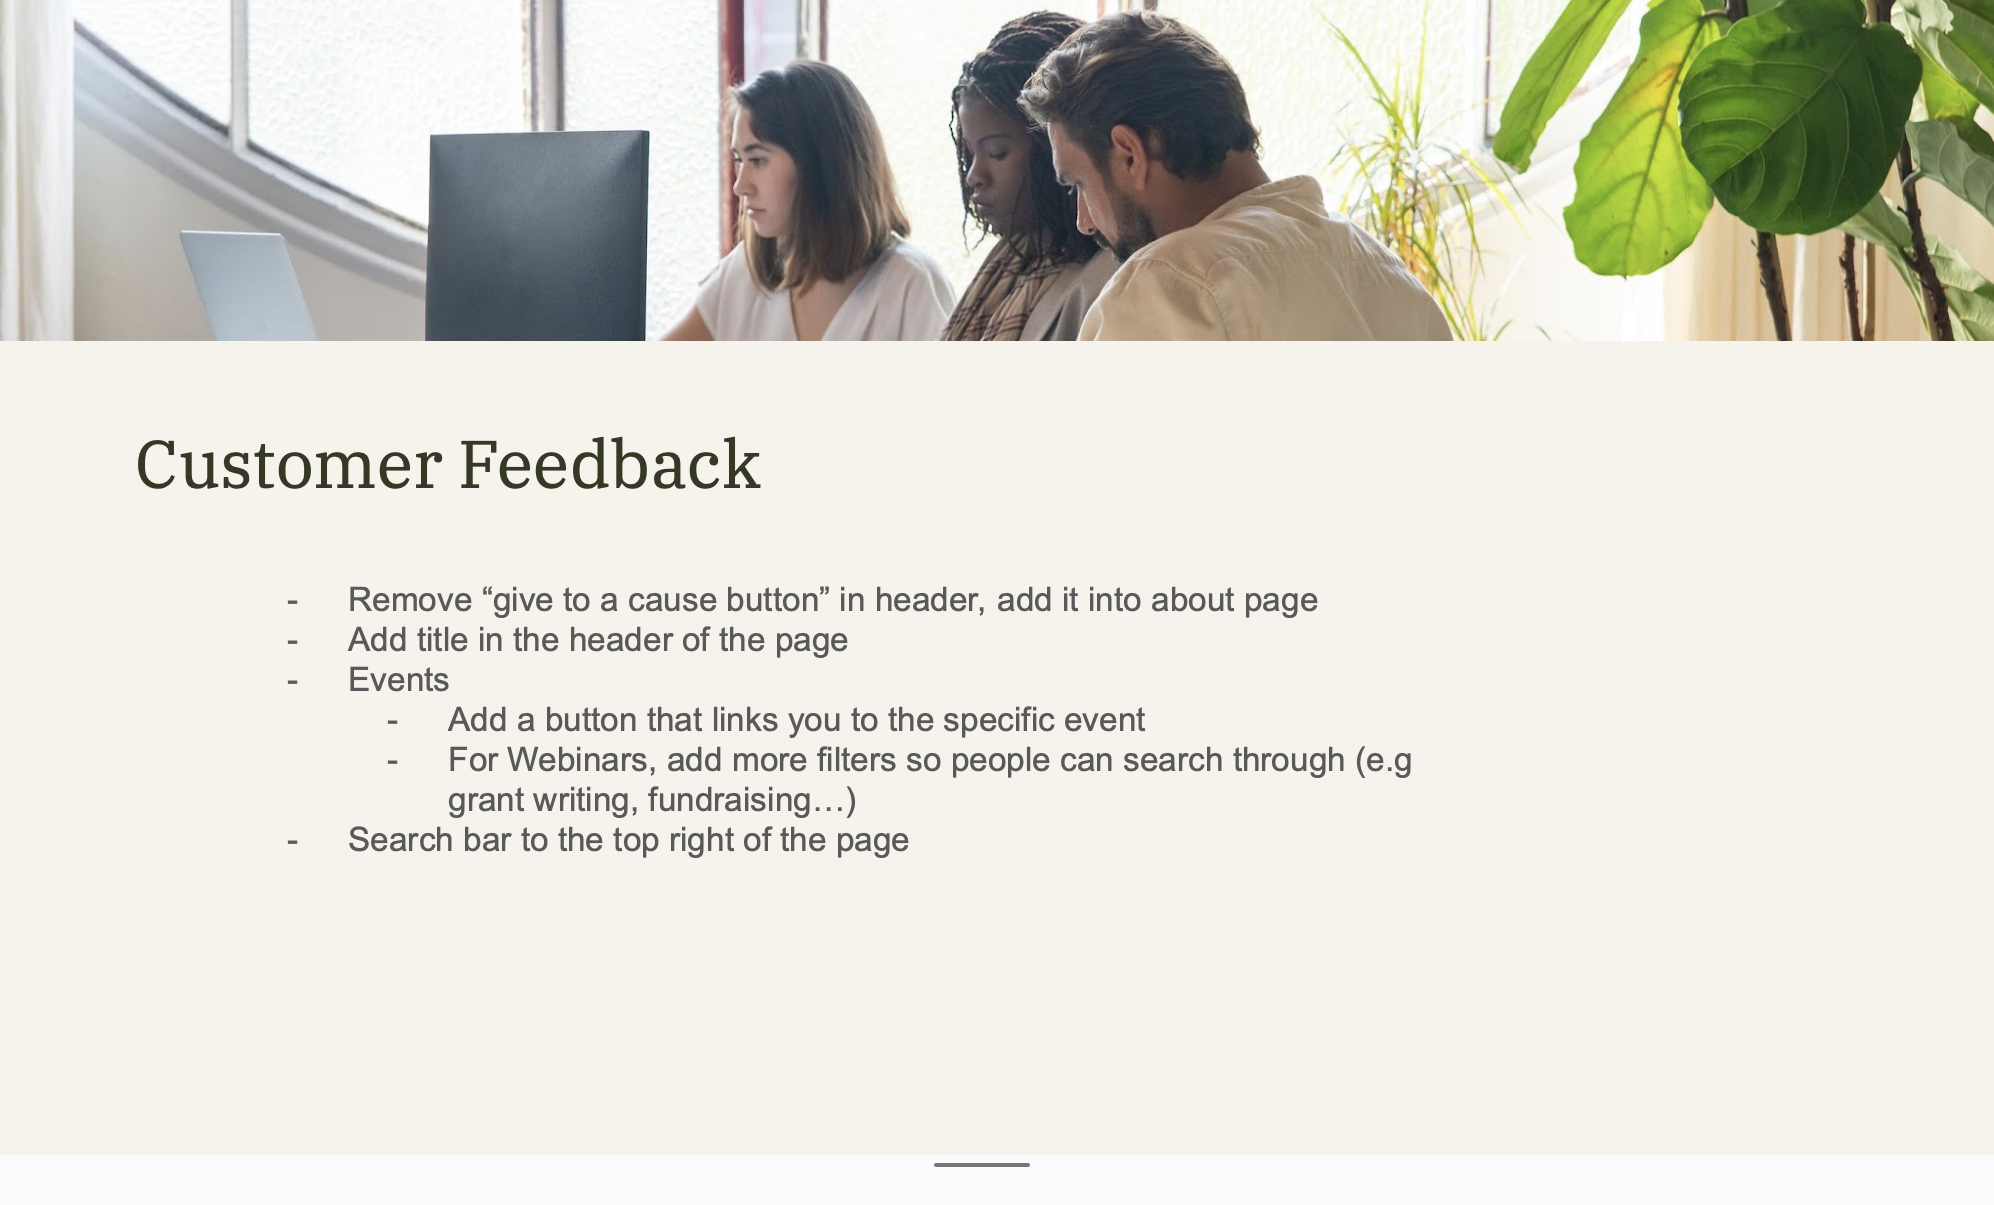 Customer Feedback
- Remove “give to a cause button” in header, add it into about page
- Add title in the header of the page
- Events
- Add a button that links you to the specific event
- For Webinars, add more filters so people can search through (e.g
grant writing, fundraising…)
- Search bar to the top right of the page